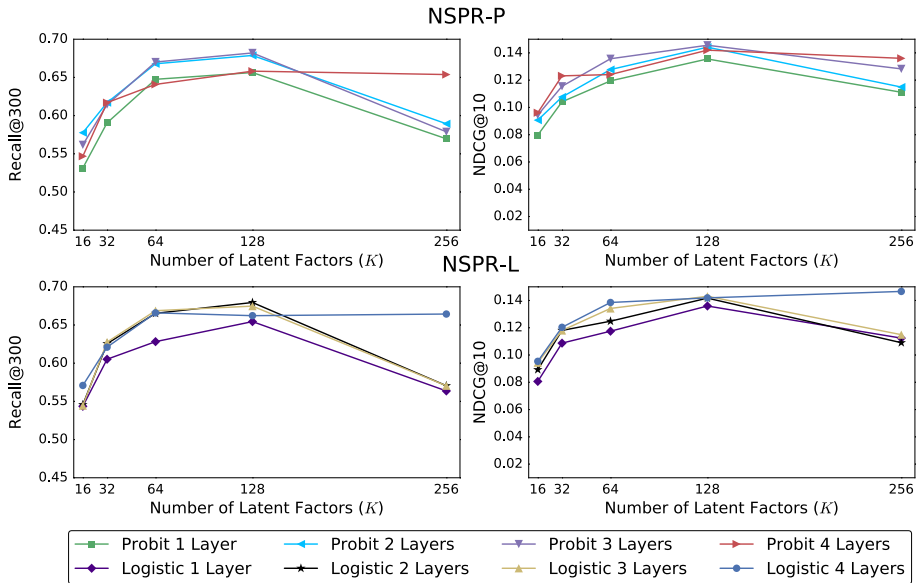 NSPR-P
0.70
0.65
0.60
0.55
0.50
0.45
Recall@300
16 32 64 128 256
Number of Latent Factors (K)
0.14
0.12
0.10
0.08
0.06
0.04
0.02
NDCG@10
16 32 64 128 256
Number of Latent Factors (K)
NSPR-L
0.70
0.65
0.60
0.55
0.50
0.45
Recall@300
16 32 64 128 256
Number of Latent Factors (K)
0.14
0.12
0.10
0.08
0.06
0.04
0.02
NDCG@10
16 32 64 128 256
Number of Latent Factors (K)
Probit 1 Layer Probit 2 Layers Probit 3 Layers Probit 4 Layers
Logistic 1 Layer Logistic 2 Layers Logistic 3 Layers Logistic 4 Layers